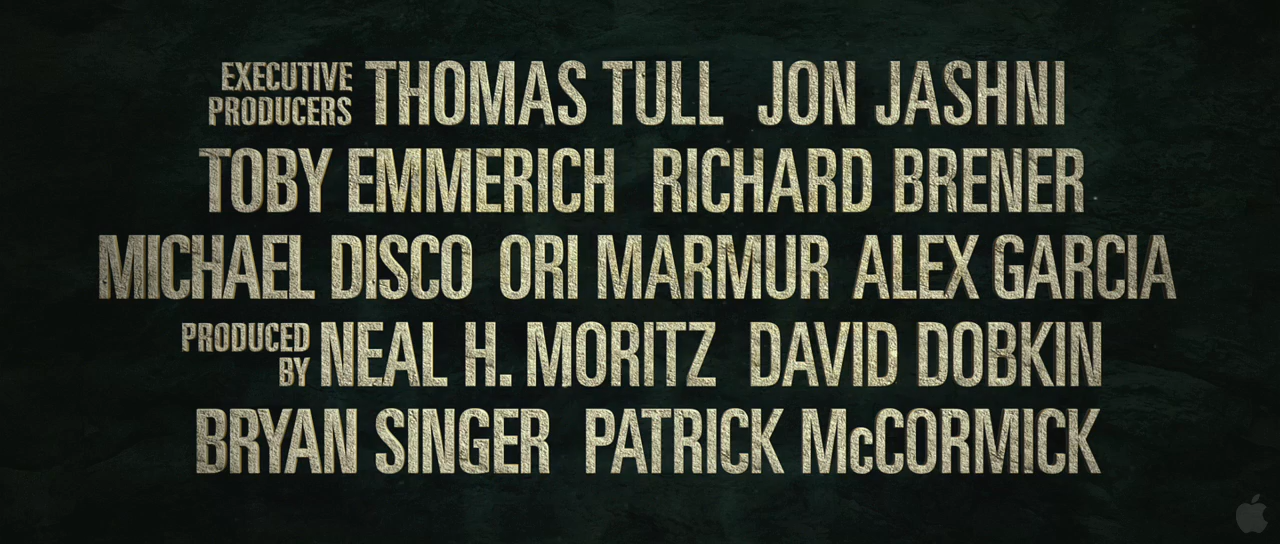 EXECUTIVE PRODUCERS THOMAS TULL JON JASHNI
TOBY EMMERICH RICHARD BRENER
MICHAEL DISCO ORI MARMUR ALEX GARCIA
PRODUCED BY NEAL H. MORITZ DAVID DOBKIN
BRYAN SINGER PATRICK McCORMICK